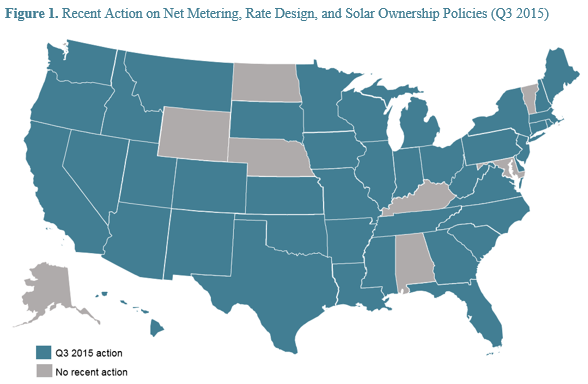 Figure 1. Recent Action on Net Metering, Rate Design, and Solar Ownership Policies (Q3 2015)
Q3 2015 action
No recent action